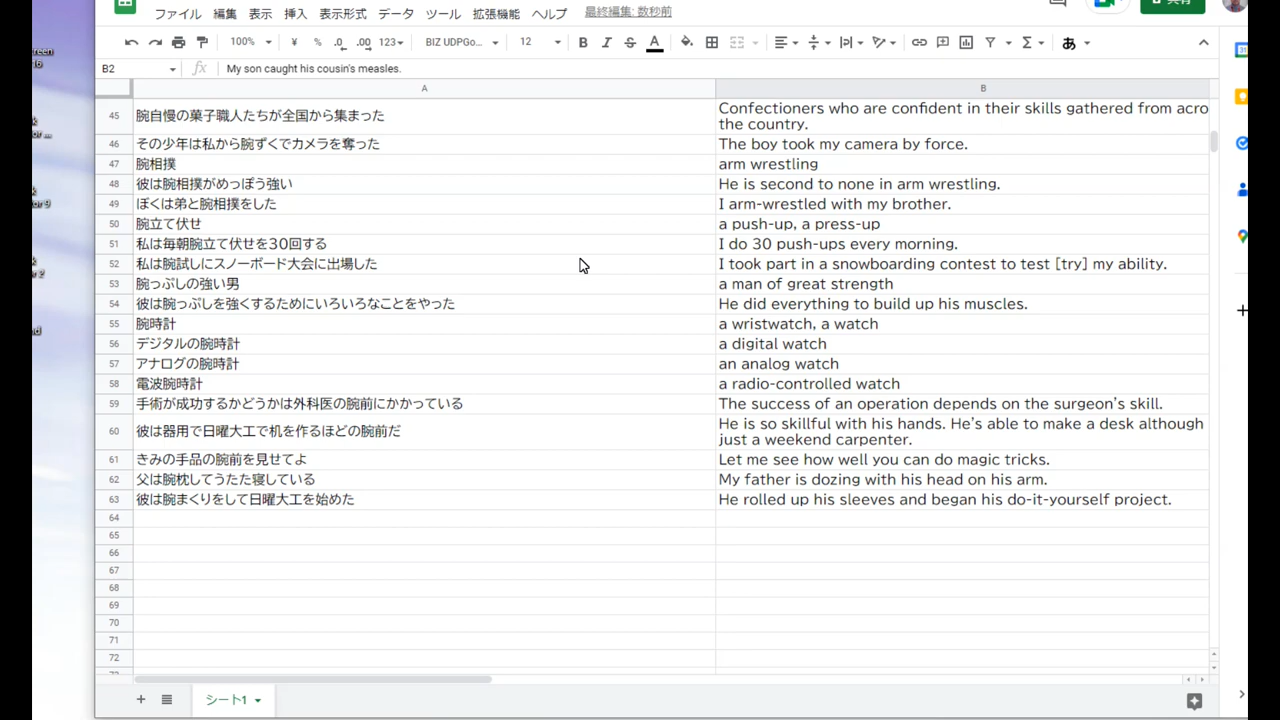 ファイル 編集 表示 挿入 表示形式 データ ツール 拡張機能 ヘルプ 最終編集: 数秒前
共有
100% ¥ % .0 .00 123 BIZ UDPGo... 12 B I S A あ
B2 fx My son caught his cousin's measles.
A B
45 腕自慢の菓子職人たちが全国から集まった Confectioners who are confident in their skills gathered from acro
the country.
46 その少年は私から腕ずくでカメラを奪った The boy took my camera by force.
47 腕相撲 arm wrestling
48 彼は腕相撲がめっぽう強い He is second to none in arm wrestling.
49 ぼくは弟と腕相撲をした I arm-wrestled with my brother.
50 腕立て伏せ a push-up, a press-up
51 私は毎朝腕立て伏せを30回する I do 30 push-ups every morning.
52 私は腕試しにスノーボード大会に出場した I took part in a snowboarding contest to test [try] my ability.
53 腕っぷしの強い男 a man of great strength
54 彼は腕っぷしを強くするためにいろいろなことをやった He did everything to build up his muscles.
55 腕時計 a wristwatch, a watch
56 デジタルの腕時計 a digital watch
57 アナログの腕時計 an analog watch
58 電波腕時計 a radio-controlled watch
59 手術が成功するかどうかは外科医の腕前にかかっている The success of an operation depends on the surgeon's skill.
60 彼は器用で日曜大工で机を作るほどの腕前だ He is so skillful with his hands. He's able to make a desk although
just a weekend carpenter.
61 きみの手品の腕前を見せてよ Let me see how well you can do magic tricks.
62 父は腕枕してうたた寝している My father is dozing with his head on his arm.
63 彼は腕まくりをして日曜大工を始めた He rolled up his sleeves and began his do-it-yourself project.
64
65
66
67
68
69
70
71
72
シート1